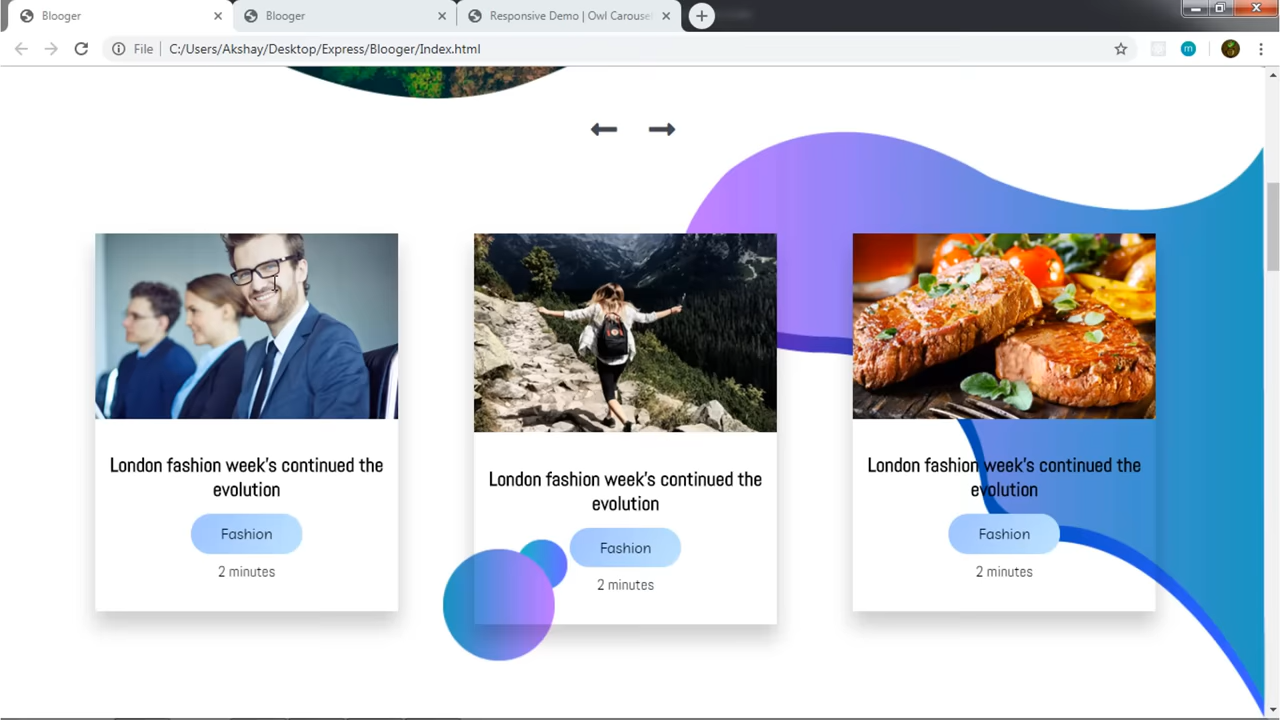 Blooger
Blooger
Responsive Demo | Owl Carousel
File
C:/Users/Akshay/Desktop/Express/Blooger/Index.html
m
London fashion week's continued the
evolution
Fashion
2 minutes
London fashion week's continued the
evolution
Fashion
2 minutes
London fashion week's continued the
evolution
Fashion
2 minutes